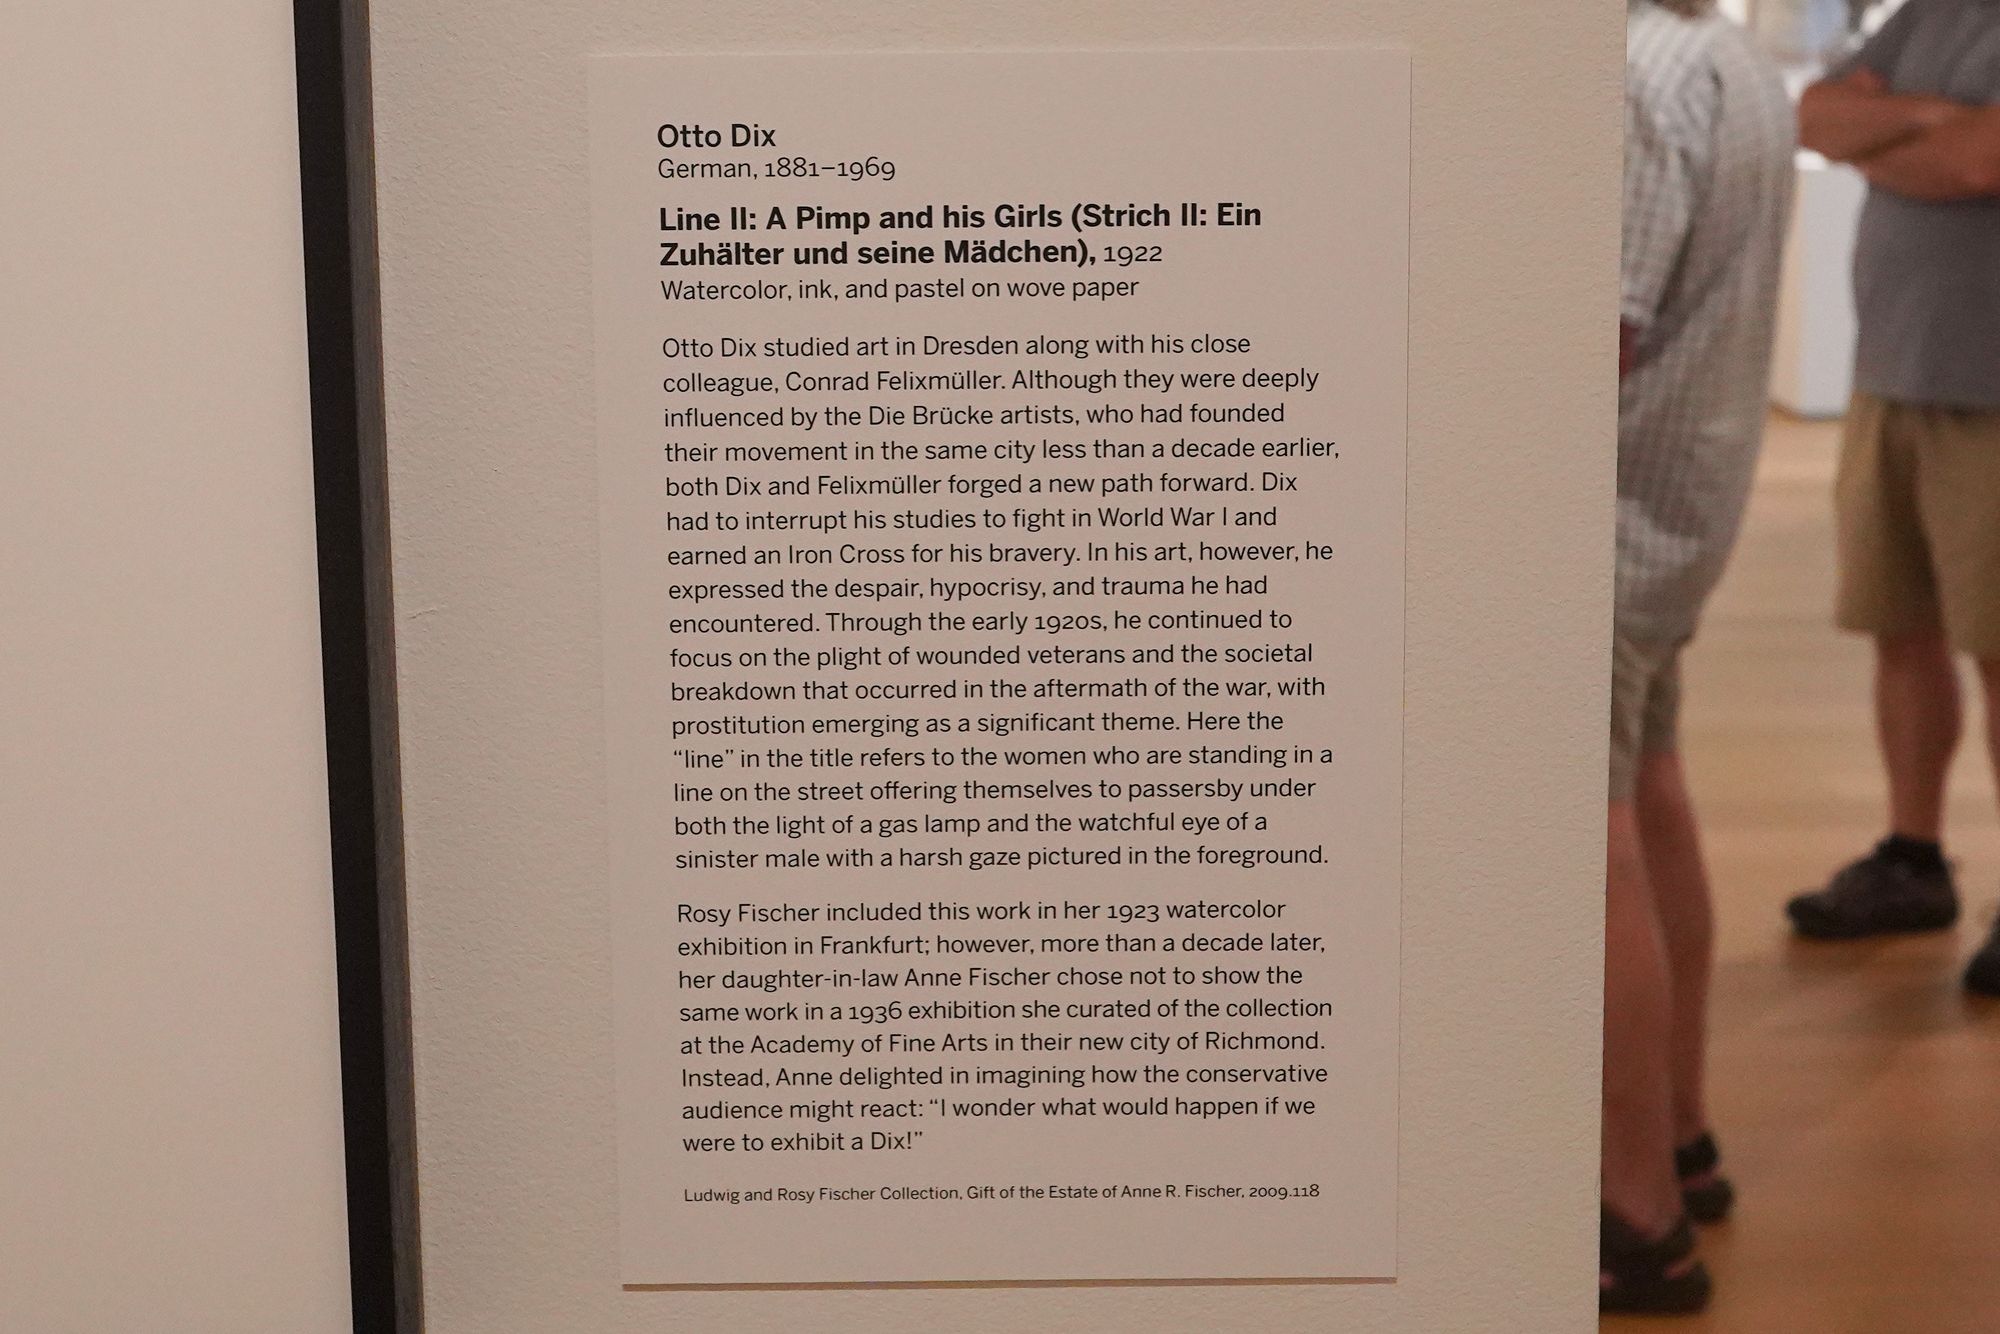 Otto Dix
German, 1881–1969
Line II: A Pimp and his Girls (Strich II: Ein
Zuhälter und seine Mädchen), 1922
Watercolor, ink, and pastel on wove paper
Otto Dix studied art in Dresden along with his close
colleague, Conrad Felixmüller. Although they were deeply
influenced by the Die Brücke artists, who had founded
their movement in the same city less than a decade earlier,
both Dix and Felixmüller forged a new path forward. Dix
had to interrupt his studies to fight in World War I and
earned an Iron Cross for his bravery. In his art, however, he
expressed the despair, hypocrisy, and trauma he had
encountered. Through the early 1920s, he continued to
focus on the plight of wounded veterans and the societal
breakdown that occurred in the aftermath of the war, with
prostitution emerging as a significant theme. Here the
“line” in the title refers to the women who are standing in a
line on the street offering themselves to passersby under
both the light of a gas lamp and the watchful eye of a
sinister male with a harsh gaze pictured in the foreground.
Rosy Fischer included this work in her 1923 watercolor
exhibition in Frankfurt; however, more than a decade later,
her daughter-in-law Anne Fischer chose not to show the
same work in a 1936 exhibition she curated of the collection
at the Academy of Fine Arts in their new city of Richmond.
Instead, Anne delighted in imagining how the conservative
audience might react: “I wonder what would happen if we
were to exhibit a Dix!”
Ludwig and Rosy Fischer Collection, Gift of the Estate of Anne R. Fischer, 2009.118